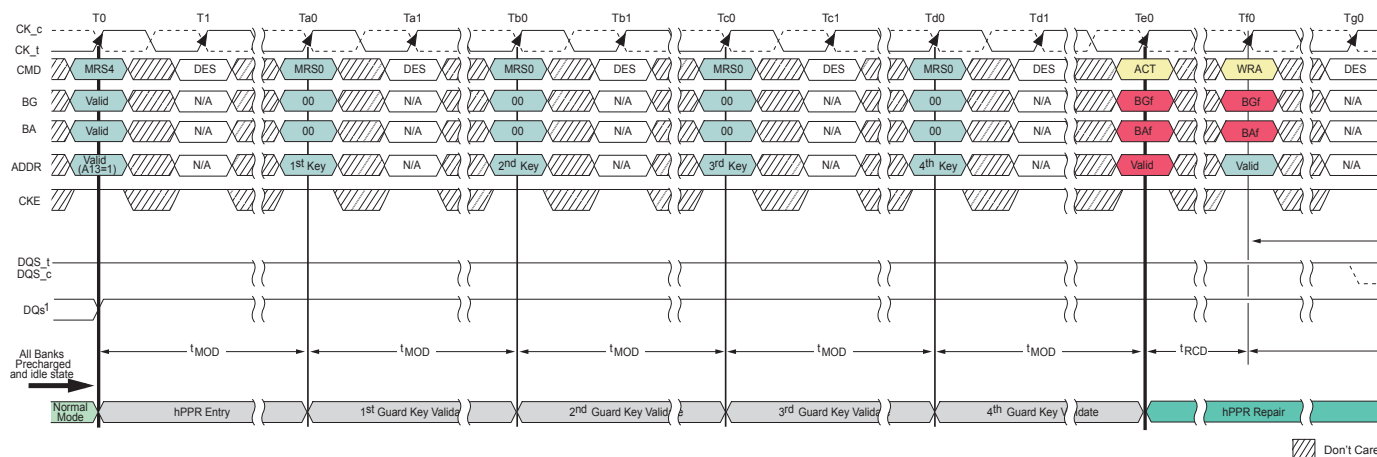 T0 T1 Ta0 Ta1 Tb0 Tb1 Tc0 Tc1 Td0 Td1 Te0 Tf0 Tg0
CK_c
CK_t
CMD MRS4 DES MRS0 DES MRS0 DES MRS0 DES MRS0 DES ACT WRA DES
BG Valid N/A 00 N/A 00 N/A 00 N/A 00 N/A BGf BGf N/A
BA Valid N/A 00 N/A 00 N/A 00 N/A 00 N/A BAf BAf N/A
ADDR Valid (A13=1) N/A 1st Key N/A 2nd Key N/A 3rd Key N/A 4th Key N/A Valid Valid N/A
CKE
DQS_t
DQS_c
DQs1
tMOD tMOD tMOD tMOD tMOD tRCD
All Banks
Precharged
and idle state
Normal Mode hPPR Entry 1st Guard Key Valida 2nd Guard Key Valid e 3rd Guard Key Valida 4th Guard Key V idate hPPR Repair
Don't Care